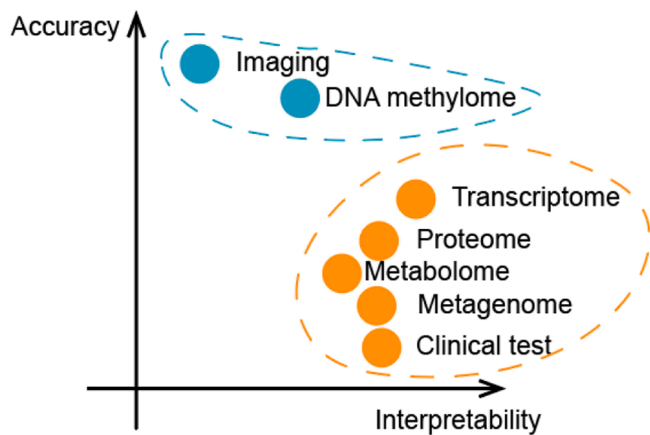 Accuracy
Imaging
DNA methylome
Transcriptome
Proteome
Metabolome
Metagenome
Clinical test
Interpretability